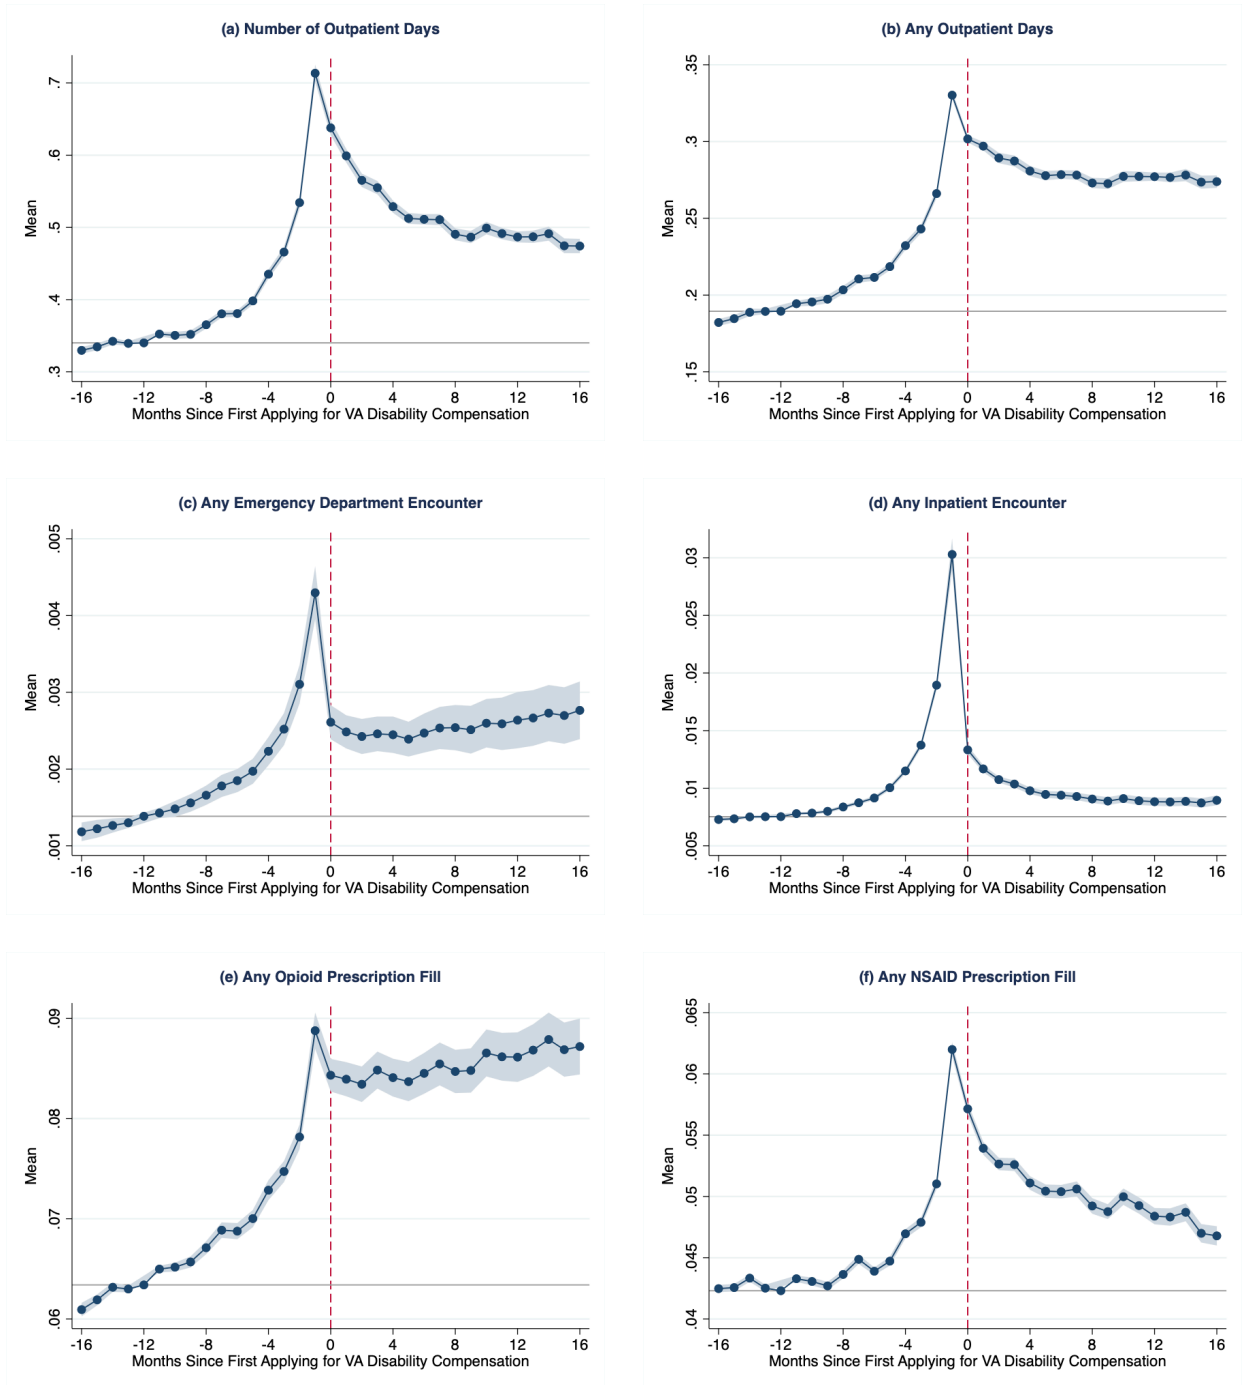 (a) Number of Outpatient Days
.7
.6
.5
.4
.3
Mean
-16 -12 -8 -4 0 4 8 12 16
Months Since First Applying for VA Disability Compensation
(b) Any Outpatient Days
.35
.3
.25
.2
.15
Mean
-16 -12 -8 -4 0 4 8 12 16
Months Since First Applying for VA Disability Compensation
(c) Any Emergency Department Encounter
.005
.004
.003
.002
.001
Mean
-16 -12 -8 -4 0 4 8 12 16
Months Since First Applying for VA Disability Compensation
(d) Any Inpatient Encounter
.03
.025
.02
.015
.01
.005
Mean
-16 -12 -8 -4 0 4 8 12 16
Months Since First Applying for VA Disability Compensation
(e) Any Opioid Prescription Fill
.09
.08
.07
.06
Mean
-16 -12 -8 -4 0 4 8 12 16
Months Since First Applying for VA Disability Compensation
(f) Any NSAID Prescription Fill
.065
.06
.055
.05
.045
.04
Mean
-16 -12 -8 -4 0 4 8 12 16
Months Since First Applying for VA Disability Compensation